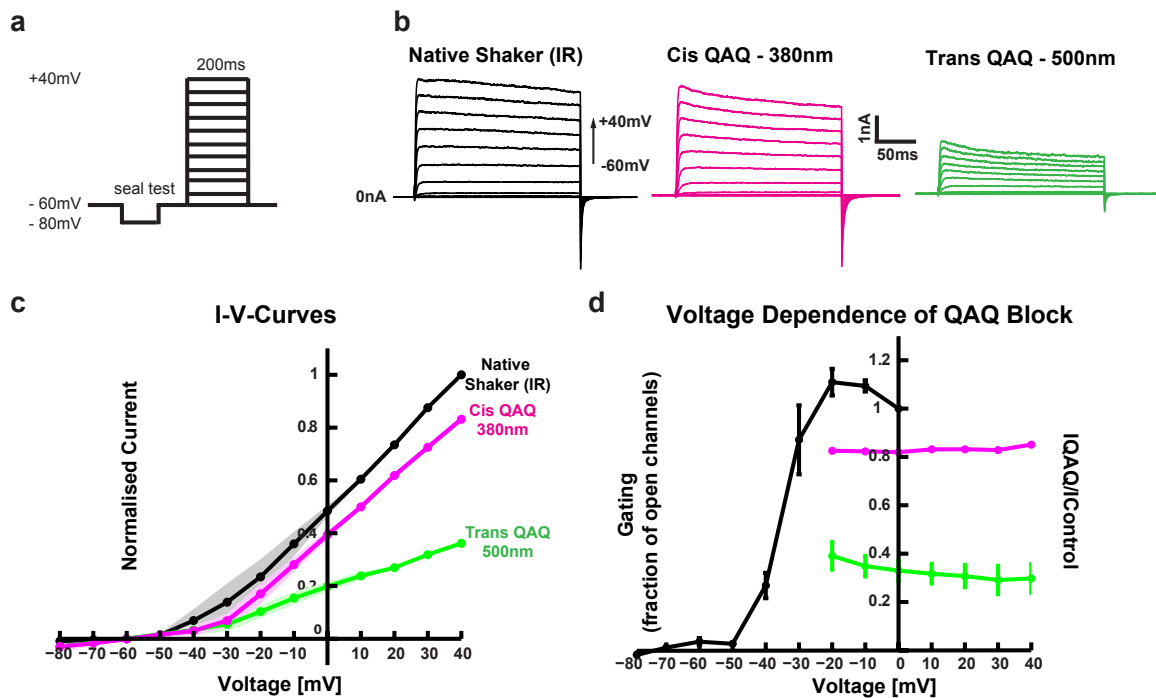 a
200ms
+40mV
seal test
- 60mV
- 80mV
b
Native Shaker (IR)
Cis QAQ - 380nm
Trans QAQ - 500nm
+40mV
-60mV
0nA
1nA
50ms
c
I-V-Curves
Normalised Current
1
0.8
0.6
0.4
0.2
0
Native
Shaker (IR)
Cis QAQ
380nm
Trans QAQ
500nm
−80 −70 −60 −50 −40 −30 −20 −10 0 10 20 30 40
Voltage [mV]
d
Voltage Dependence of QAQ Block
Gating
(fraction of open channels)
1.2
1
0.8
0.6
0.4
0.2
IQAQ/IControl
−80 −70 −60 −50 −40 −30 −20 −10 0 10 20 30 40
Voltage [mV]